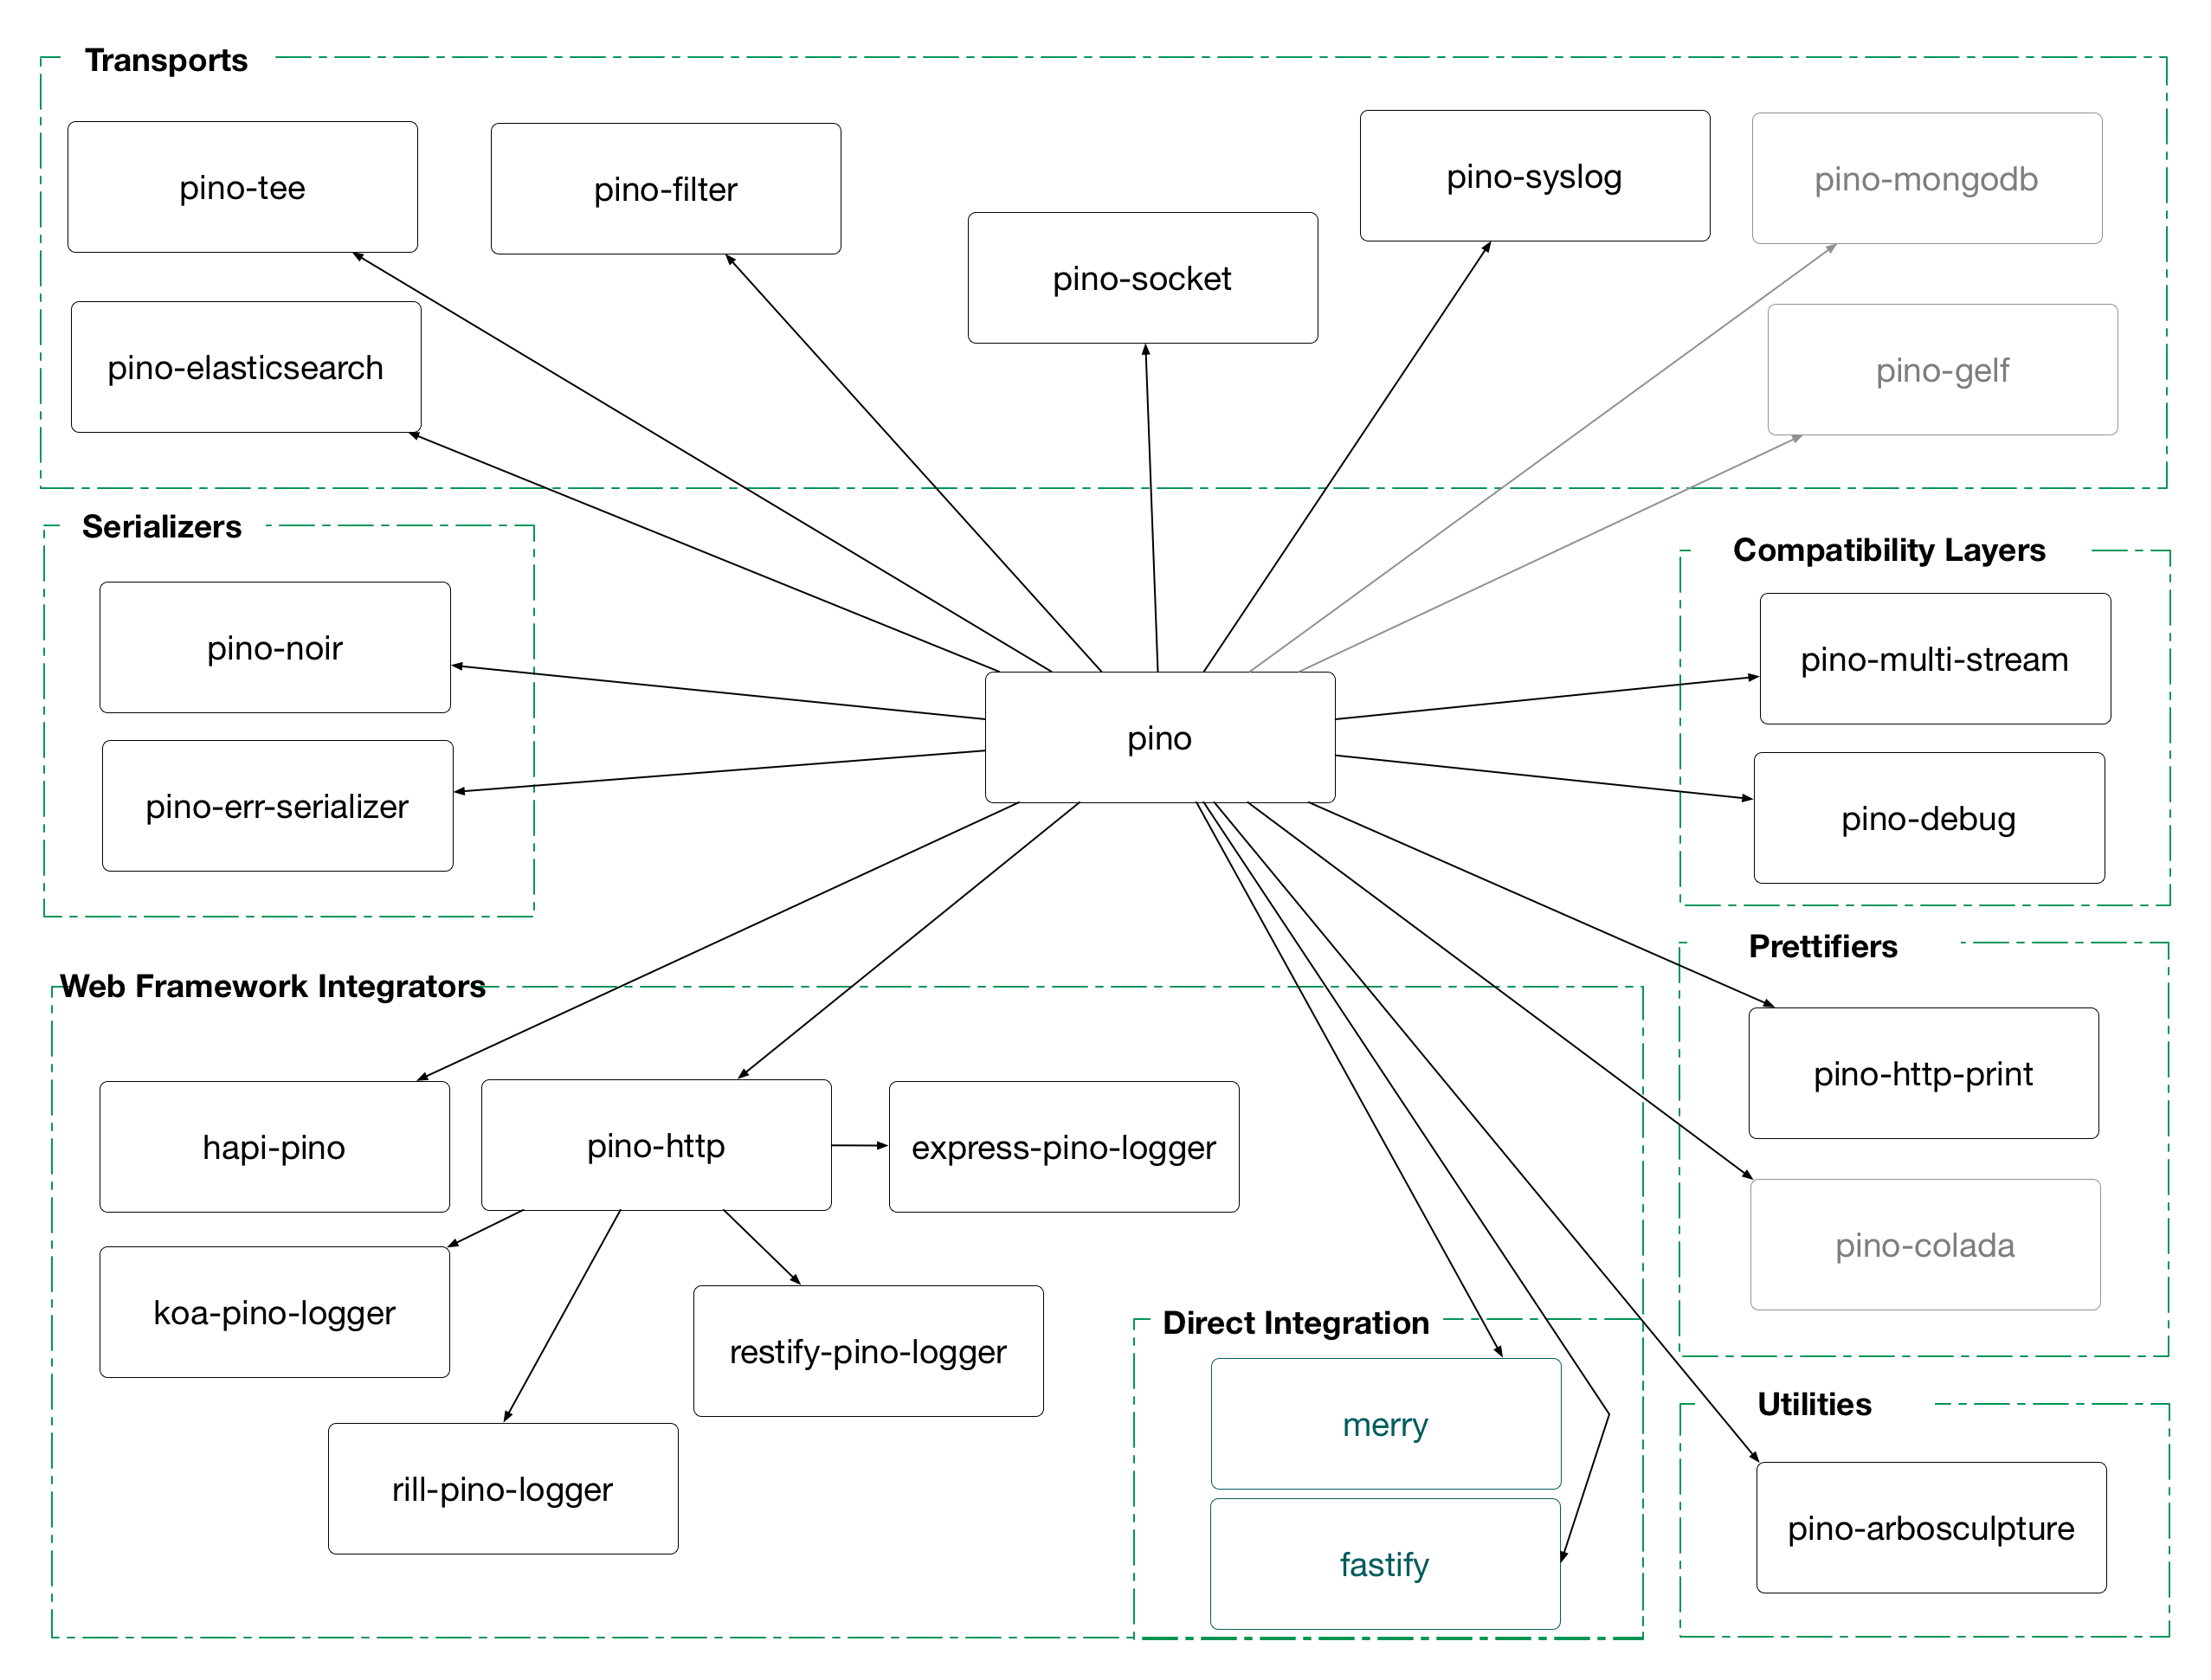 Transports
pino-tee
pino-filter
pino-socket
pino-syslog
pino-mongodb
pino-elasticsearch
pino-gelf
Serializers
pino-noir
pino-err-serializer
pino
Compatibility Layers
pino-multi-stream
pino-debug
Web Framework Integrators
hapi-pino
pino-http
express-pino-logger
koa-pino-logger
restify-pino-logger
rill-pino-logger
Direct Integration
merry
fastify
Prettifiers
pino-http-print
pino-colada
Utilities
pino-arbosculpture